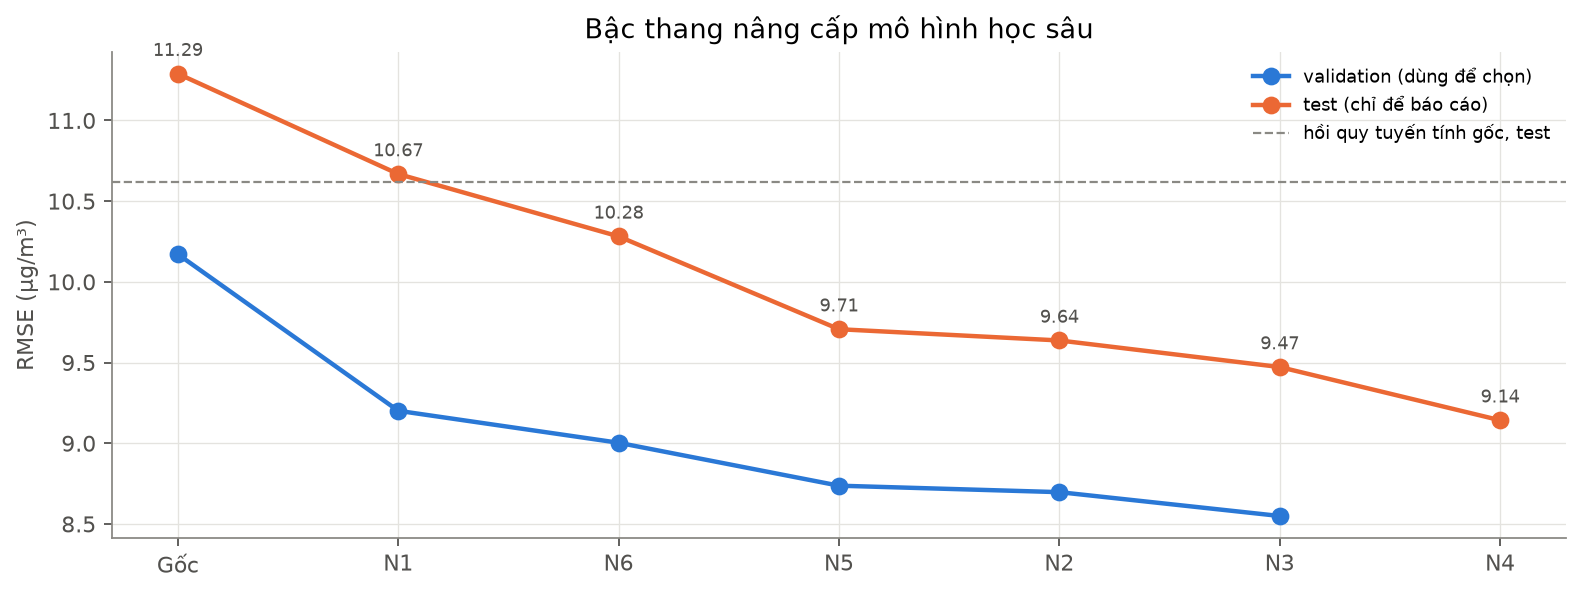 Bậc thang nâng cấp mô hình học sâu
11.29
10.67
10.28
9.71
9.64
9.47
9.14
validation (dùng để chọn)
test (chỉ để báo cáo)
hồi quy tuyến tính gốc, test
RMSE (µg/m³)
11.0
10.5
10.0
9.5
9.0
8.5
Gốc N1 N6 N5 N2 N3 N4